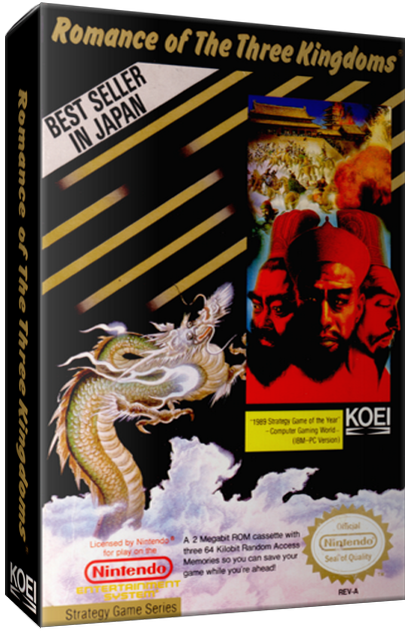 Romance of The Three Kingdoms
Romance of The Three Kingdoms
BEST SELLER
IN JAPAN
"1989 Strategy Game of the Year"
- Computer Gaming World -
(IBM-PC Version)
KOEI
Licensed by Nintendo®
for play on the
Nintendo®
ENTERTAINMENT
SYSTEM
Strategy Game Series
A 2 Megabit ROM cassette with
three 64 Kilobit Random Access
Memories so you can save your
game while you're ahead!
Official
Nintendo
Seal of Quality
REV-A
KOEI